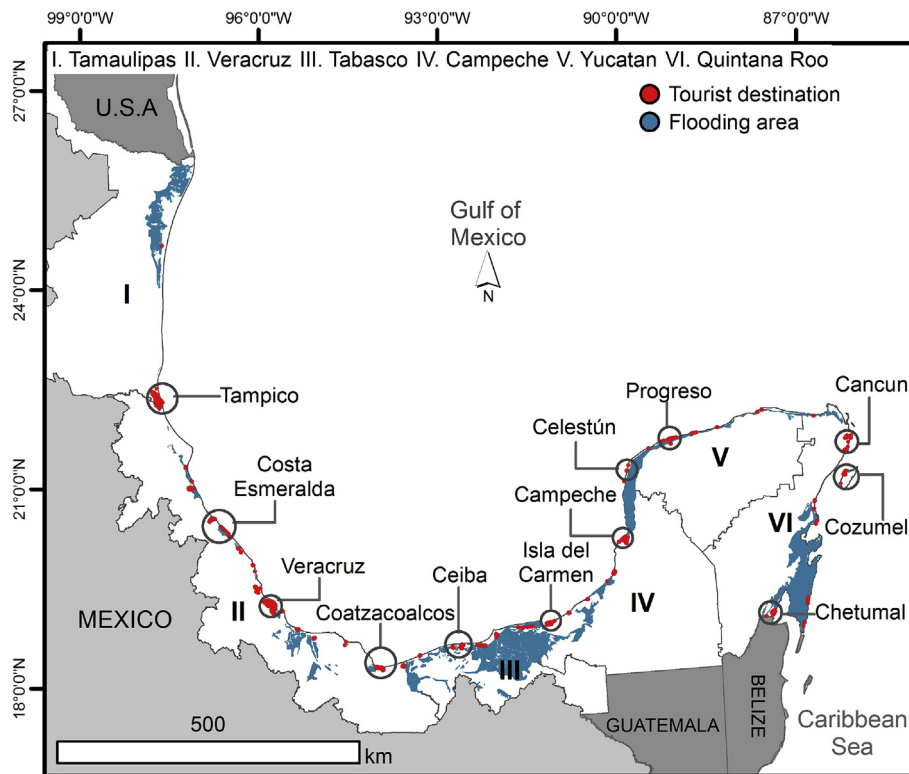 99°0'0"W 96°0'0"W 93°0'0"W 90°0'0"W 87°0'0"W
I. Tamaulipas II. Veracruz III. Tabasco IV. Campeche V. Yucatan VI. Quintana Roo
27°0'0"N
24°0'0"N
21°0'0"N
18°0'0"N
U.S.A
Tourist destination
Flooding area
Gulf of
Mexico
N
I
Tampico
Progreso
Cancun
Celestún
V
Costa
Esmeralda
Campeche
Cozumel
VI
Isla del
Carmen
Veracruz
Ceiba
IV
MEXICO
II
Coatzacoalcos
Chetumal
III
GUATEMALA
BELIZE
Caribbean
Sea
500
km